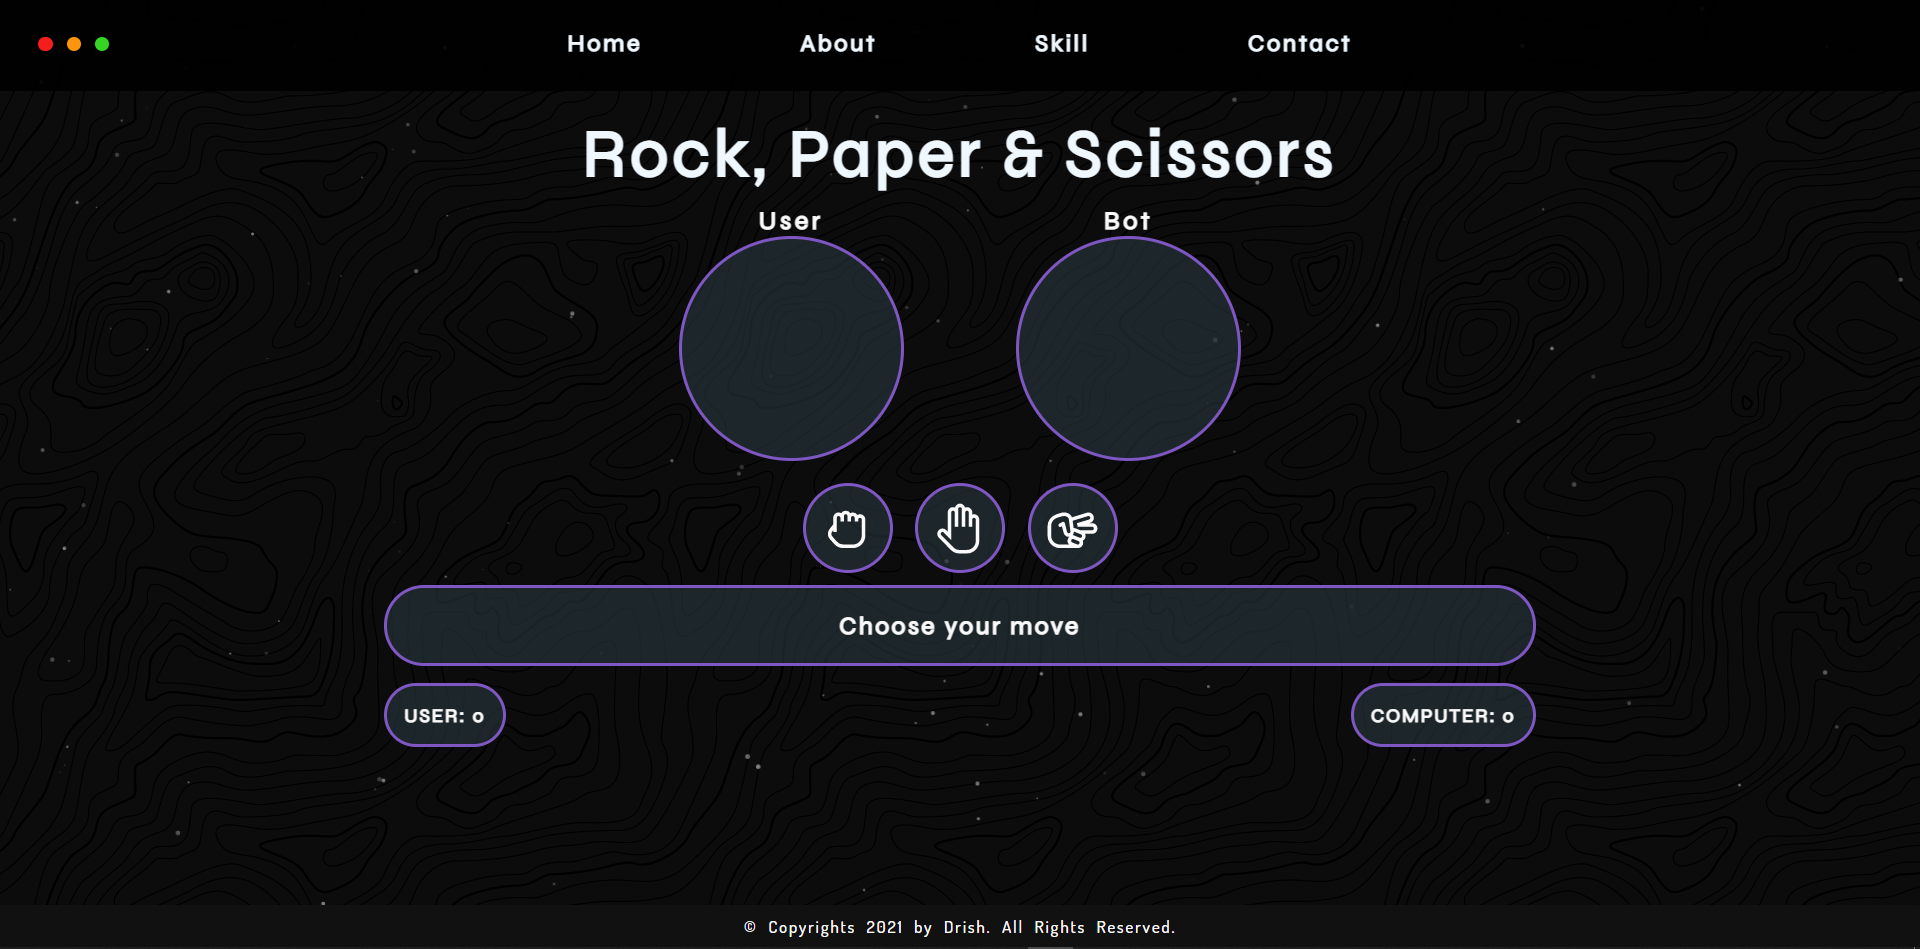 Home About Skill Contact
Rock, Paper & Scissors
User Bot
Choose your move
USER: 0 COMPUTER: 0
© Copyrights 2021 by Drish. All Rights Reserved.